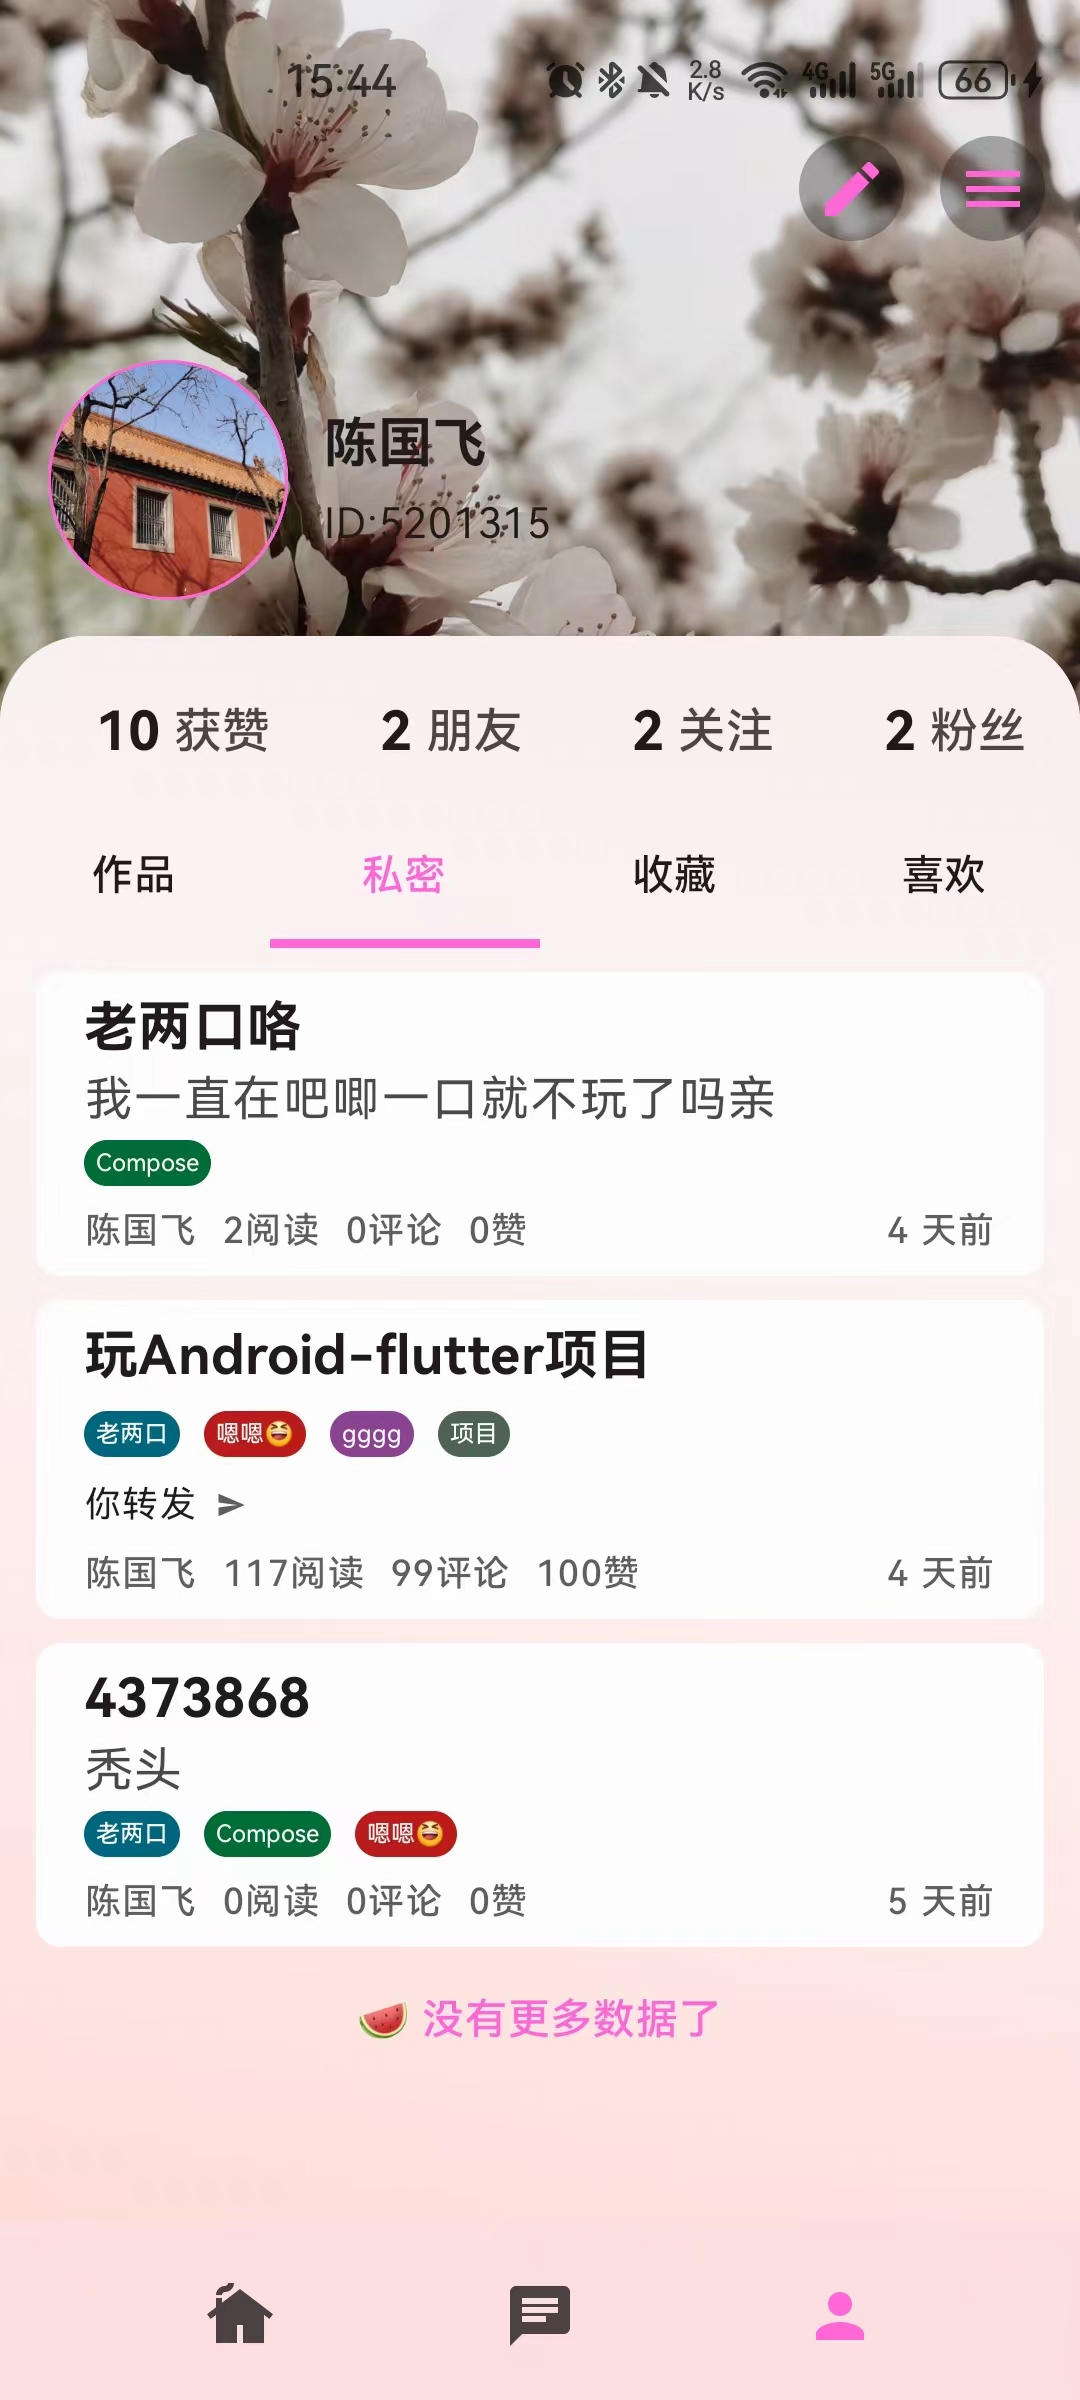 15:44 2.8 K/s 4G 5G 66
陈国飞
ID:5201315
10 获赞 2 朋友 2 关注 2 粉丝
作品 私密 收藏 喜欢
老两口咯
我一直在吧唧一口就不玩了吗亲
Compose
陈国飞 2阅读 0评论 0赞 4 天前
玩Android-flutter项目
老两口 嗯嗯😆 gggg 项目
你转发
陈国飞 117阅读 99评论 100赞 4 天前
4373868
秃头
老两口 Compose 嗯嗯😆
陈国飞 0阅读 0评论 0赞 5 天前
🍉 没有更多数据了